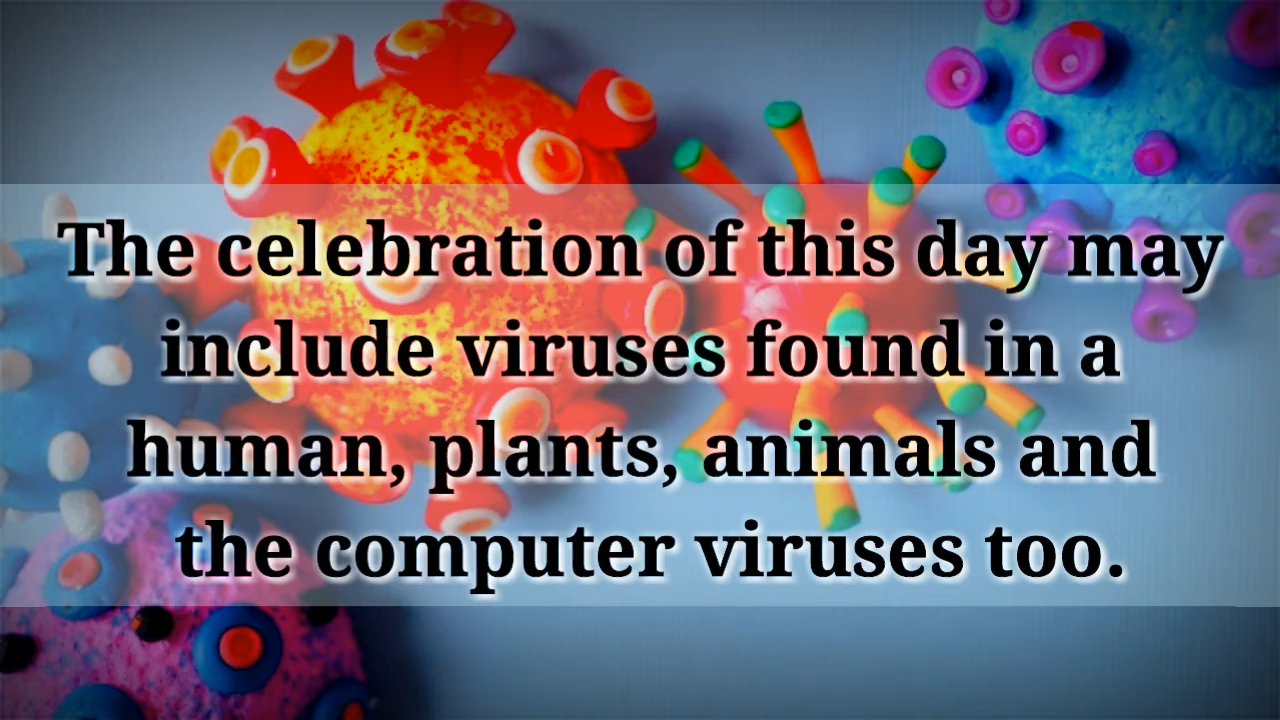 The celebration of this day may
include viruses found in a
human, plants, animals and
the computer viruses too.